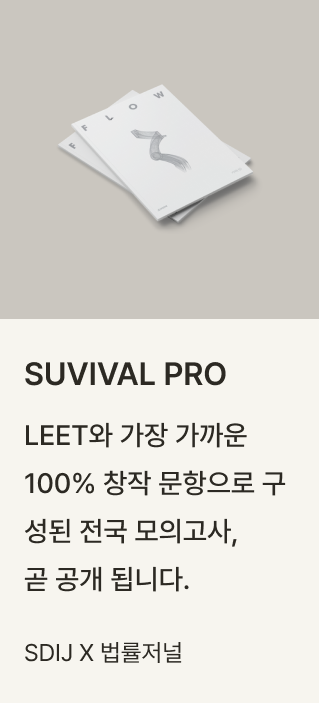 F L O W
F
SUVIVAL PRO
LEET와 가장 가까운
100% 창작 문항으로 구
성된 전국 모의고사,
곧 공개 됩니다.
SDIJ X 법률저널